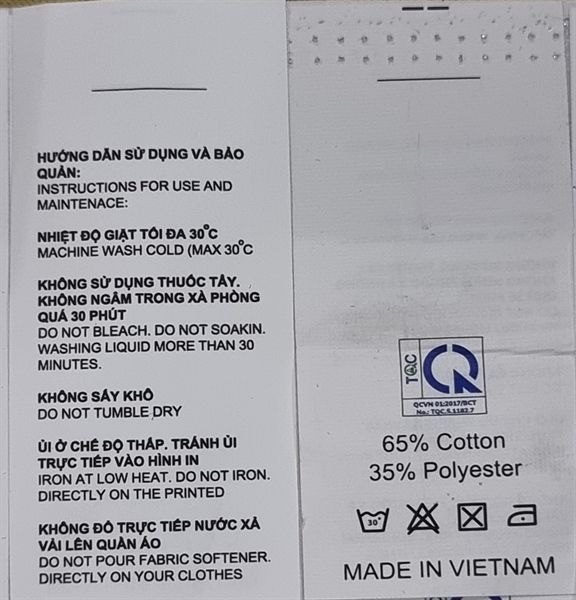 HƯỚNG DẪN SỬ DỤNG VÀ BẢO
QUẢN:
INSTRUCTIONS FOR USE AND
MAINTENACE:
NHIỆT ĐỘ GIẶT TỐI ĐA 30°C
MACHINE WASH COLD (MAX 30°C
KHÔNG SỬ DỤNG THUỐC TẨY.
KHÔNG NGÂM TRONG XÀ PHÒNG
QUÁ 30 PHÚT
DO NOT BLEACH. DO NOT SOAKIN.
WASHING LIQUID MORE THAN 30
MINUTES.
KHÔNG SẤY KHÔ
DO NOT TUMBLE DRY
ỦI Ở CHẾ ĐỘ THẤP. TRÁNH ỦI
TRỰC TIẾP VÀO HÌNH IN
IRON AT LOW HEAT. DO NOT IRON.
DIRECTLY ON THE PRINTED
KHÔNG ĐỔ TRỰC TIẾP NƯỚC XẢ
VẢI LÊN QUẦN ÁO
DO NOT POUR FABRIC SOFTENER.
DIRECTLY ON YOUR CLOTHES
TQC
QCVN 01:2017/BCT
No.: TQC.5.1182.7
65% Cotton
35% Polyester
30°
MADE IN VIETNAM